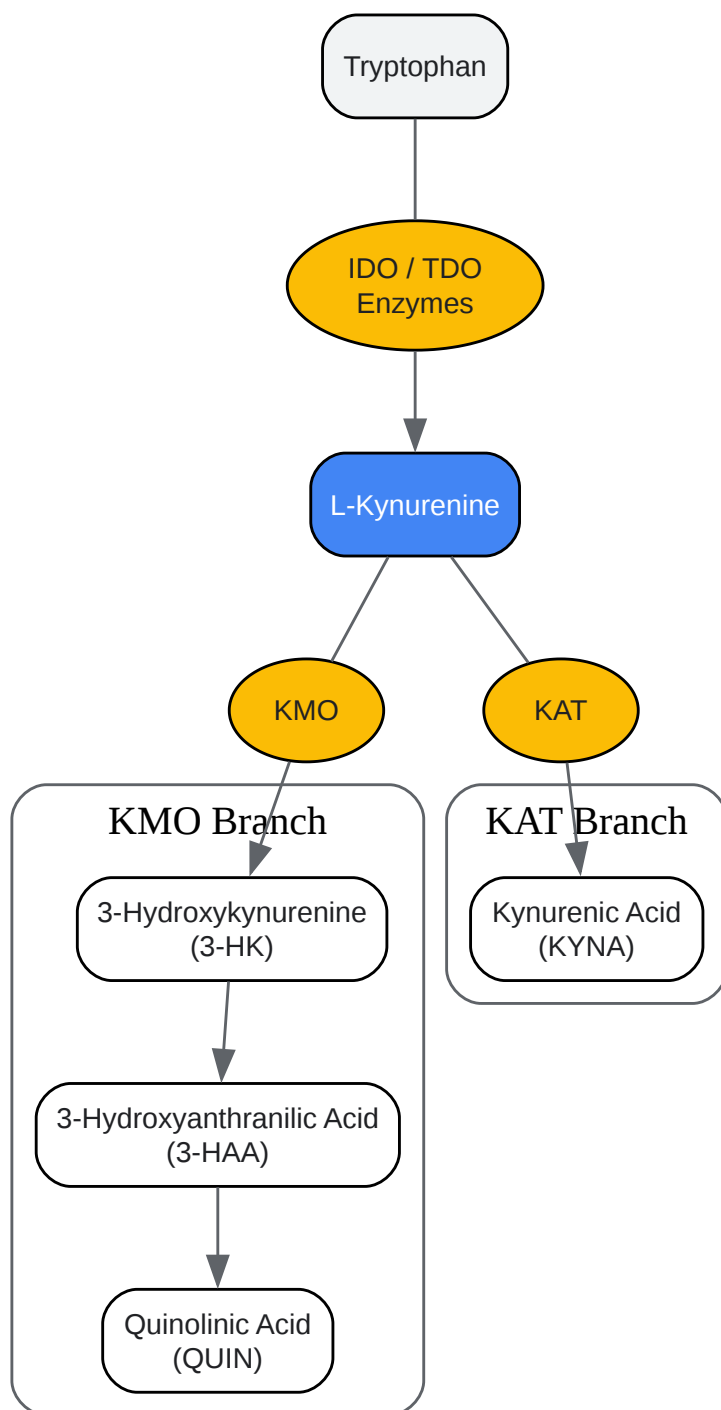 Tryptophan
IDO / TDO
Enzymes
L-Kynurenine
KMO
KAT
KMO Branch
KAT Branch
3-Hydroxykynurenine
(3-HK)
Kynurenic Acid
(KYNA)
3-Hydroxyanthranilic Acid
(3-HAA)
Quinolinic Acid
(QUIN)